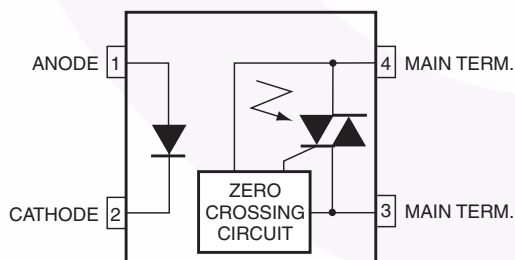 ANODE 1
4 MAIN TERM.
ZERO
CROSSING
CIRCUIT
CATHODE 2
3 MAIN TERM.